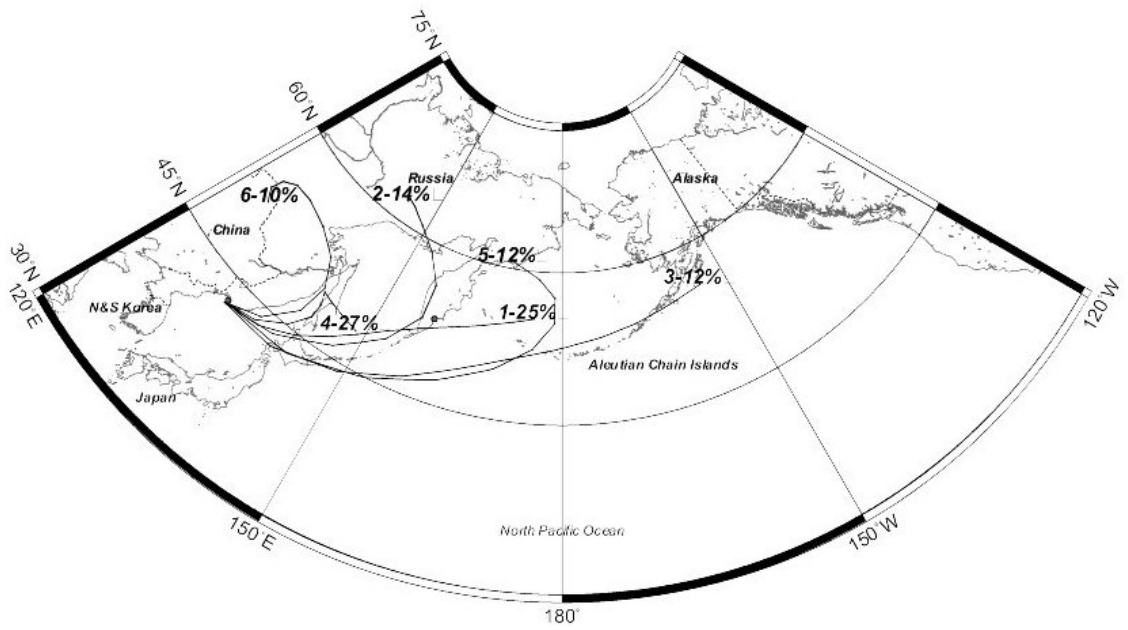 75°N
60°N
45 N
30°N
120°E
6-10%
2-14%
Russia
Alaska
China
5-12%
3-12%
N&S Korea
4-27%
1-25%
120°W
Aleutian Chain Islands
Japan
150°E
North Pacific Ocean
150°W
180°